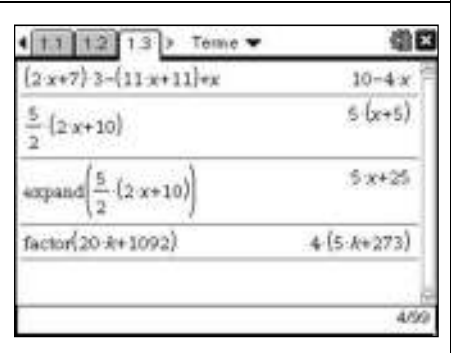 1.1 1.2 1.3 Terme
(2·x+7)·3-(11·x+11)+x 10-4·x
5/2·(2·x+10) 5·(x+5)
expand(5/2·(2·x+10)) 5·x+25
factor(20·k+1092) 4·(5·k+273)
4/99